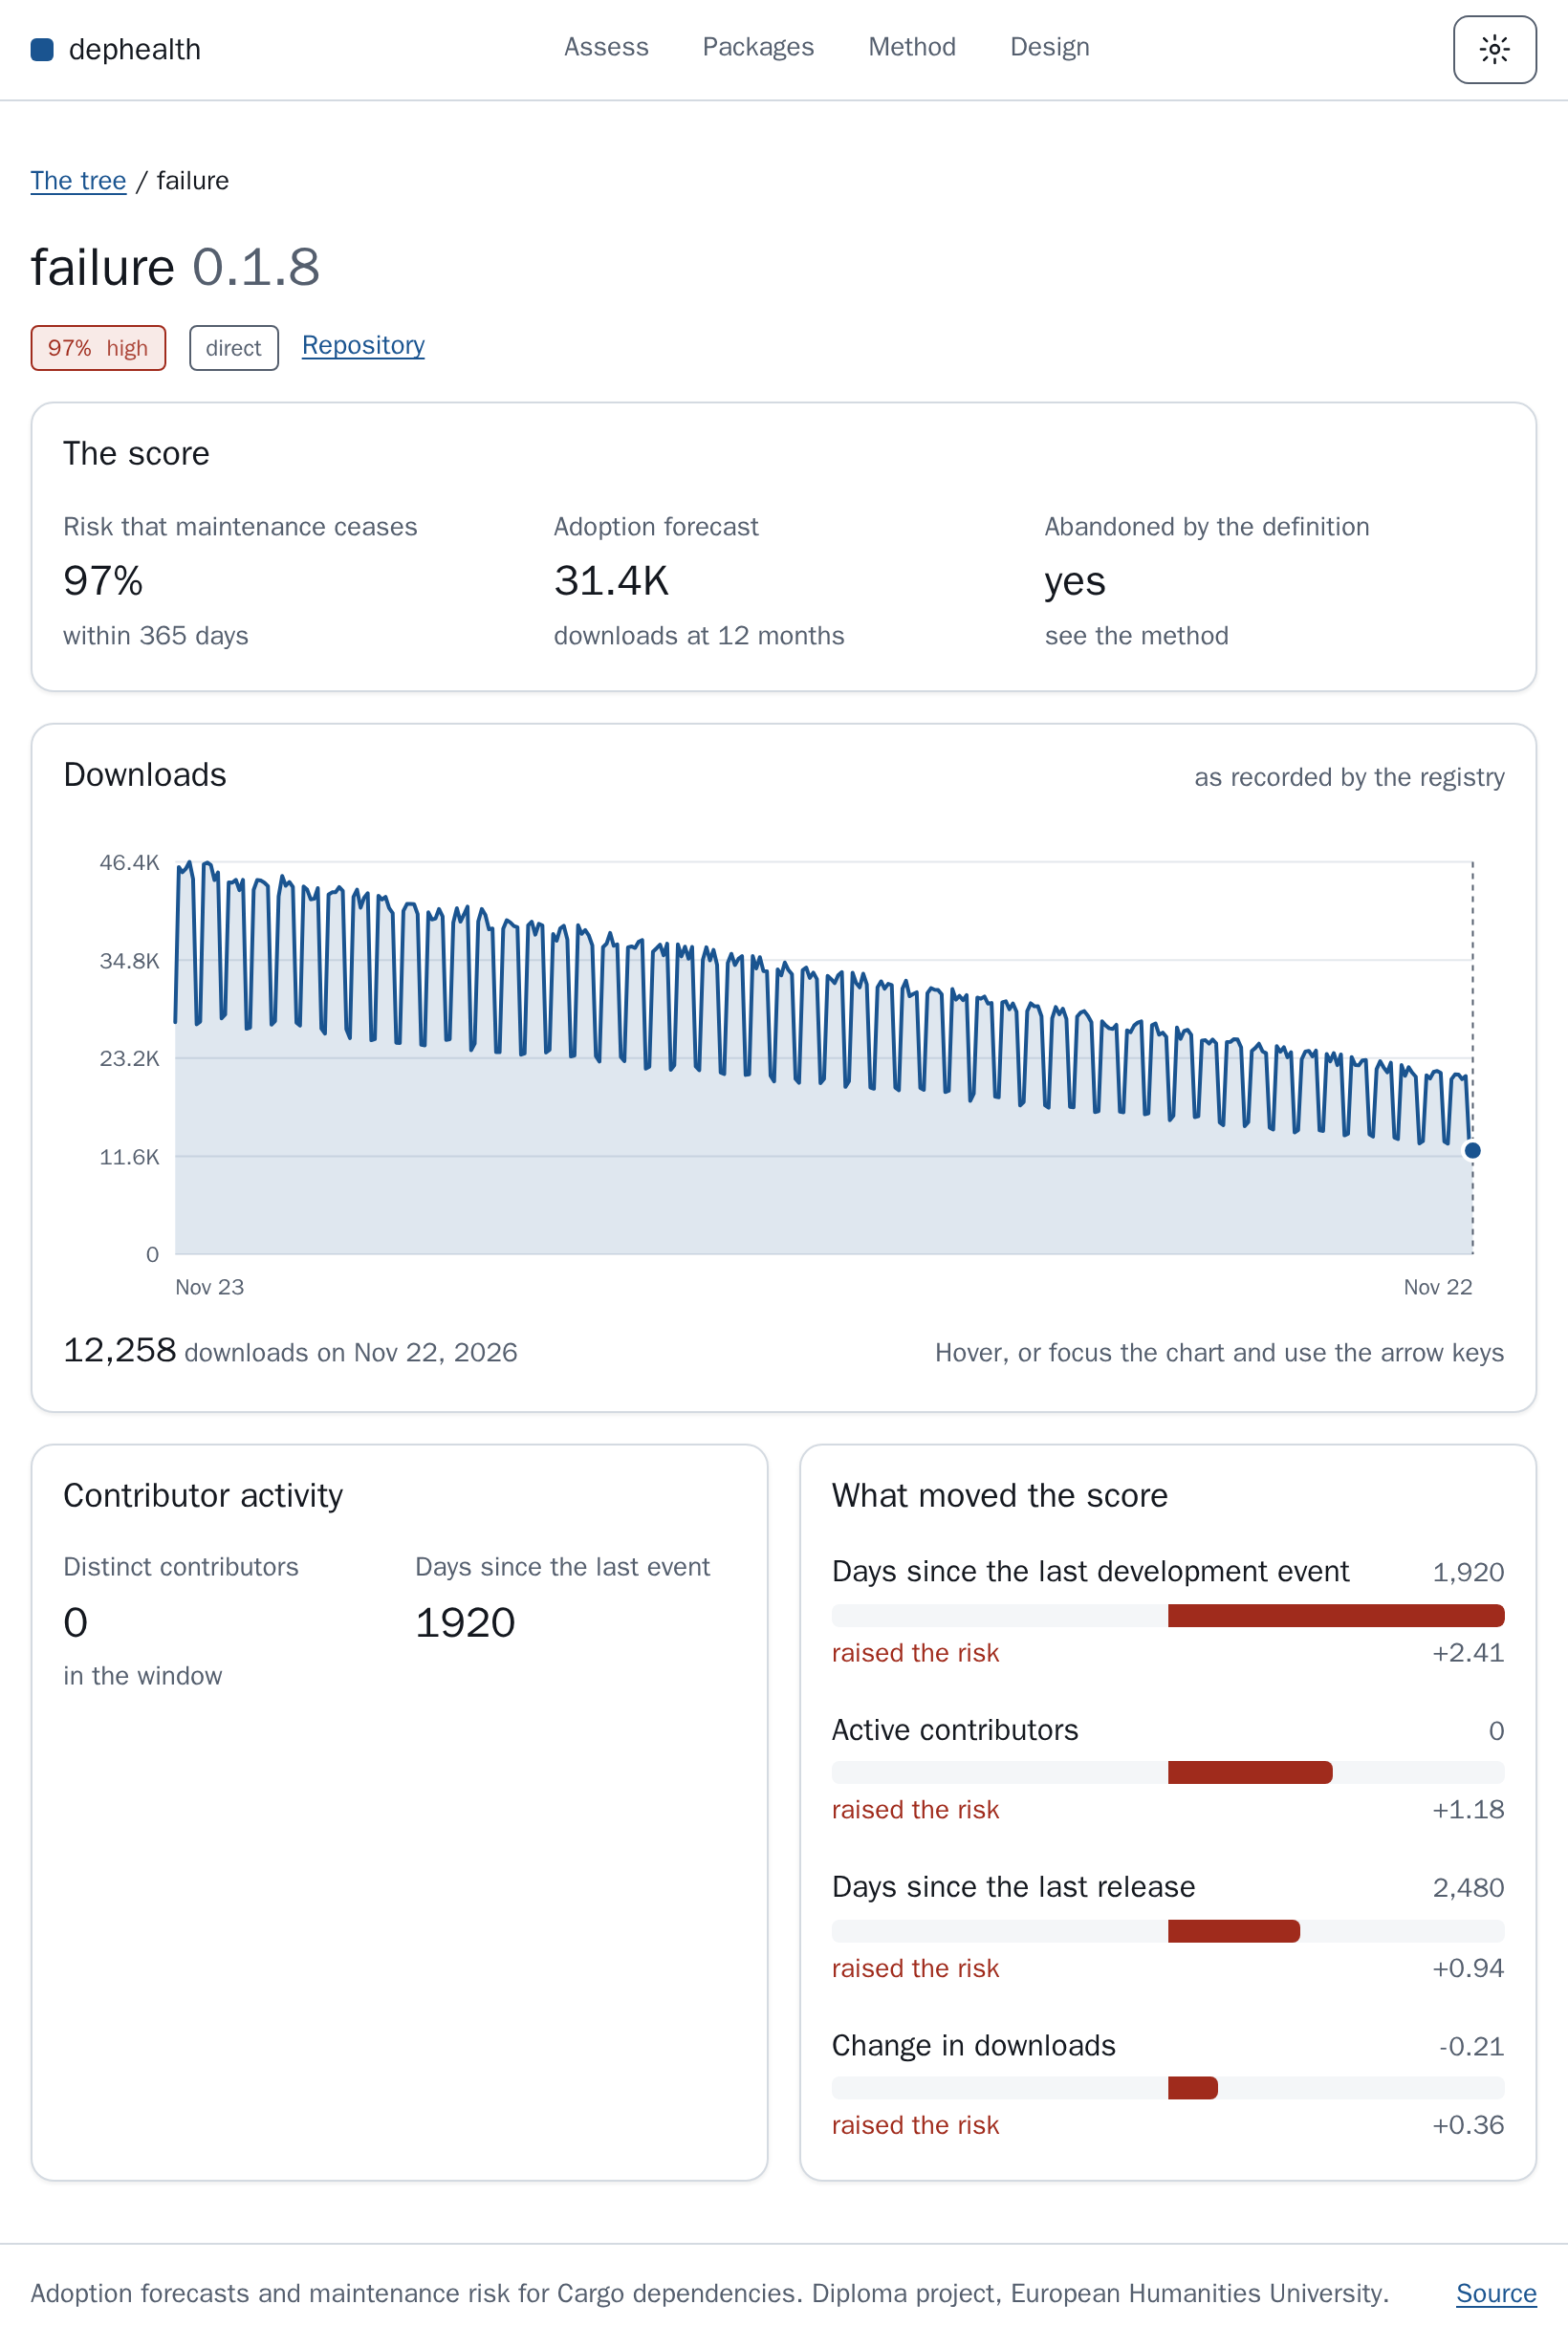 dephealth
Assess Packages Method Design
The tree / failure
failure 0.1.8
97% high direct Repository
The score
Risk that maintenance ceases
97%
within 365 days
Adoption forecast
31.4K
downloads at 12 months
Abandoned by the definition
yes
see the method
Downloads
as recorded by the registry
46.4K
34.8K
23.2K
11.6K
0
Nov 23 Nov 22
12,258 downloads on Nov 22, 2026
Hover, or focus the chart and use the arrow keys
Contributor activity
Distinct contributors
0
in the window
Days since the last event
1920
What moved the score
Days since the last development event 1,920
raised the risk +2.41
Active contributors 0
raised the risk +1.18
Days since the last release 2,480
raised the risk +0.94
Change in downloads -0.21
raised the risk +0.36
Adoption forecasts and maintenance risk for Cargo dependencies. Diploma project, European Humanities University. Source